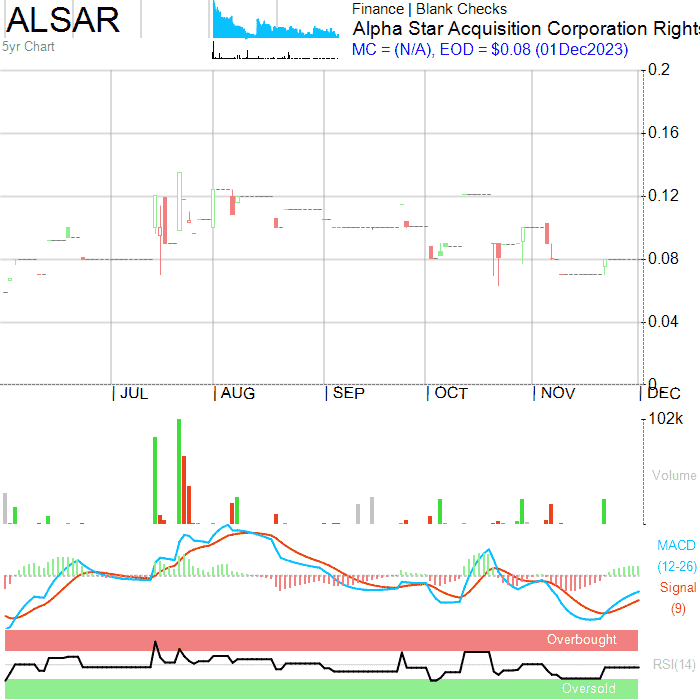 ALSAR
5yr Chart
Finance | Blank Checks
Alpha Star Acquisition Corporation Rights
MC = (N/A), EOD = $0.08 (01Dec2023)
0.2
0.16
0.12
0.08
0.04
0
JUL AUG SEP OCT NOV DEC
102k
Volume
MACD
(12-26)
Signal
(9)
Overbought
RSI(14)
Oversold